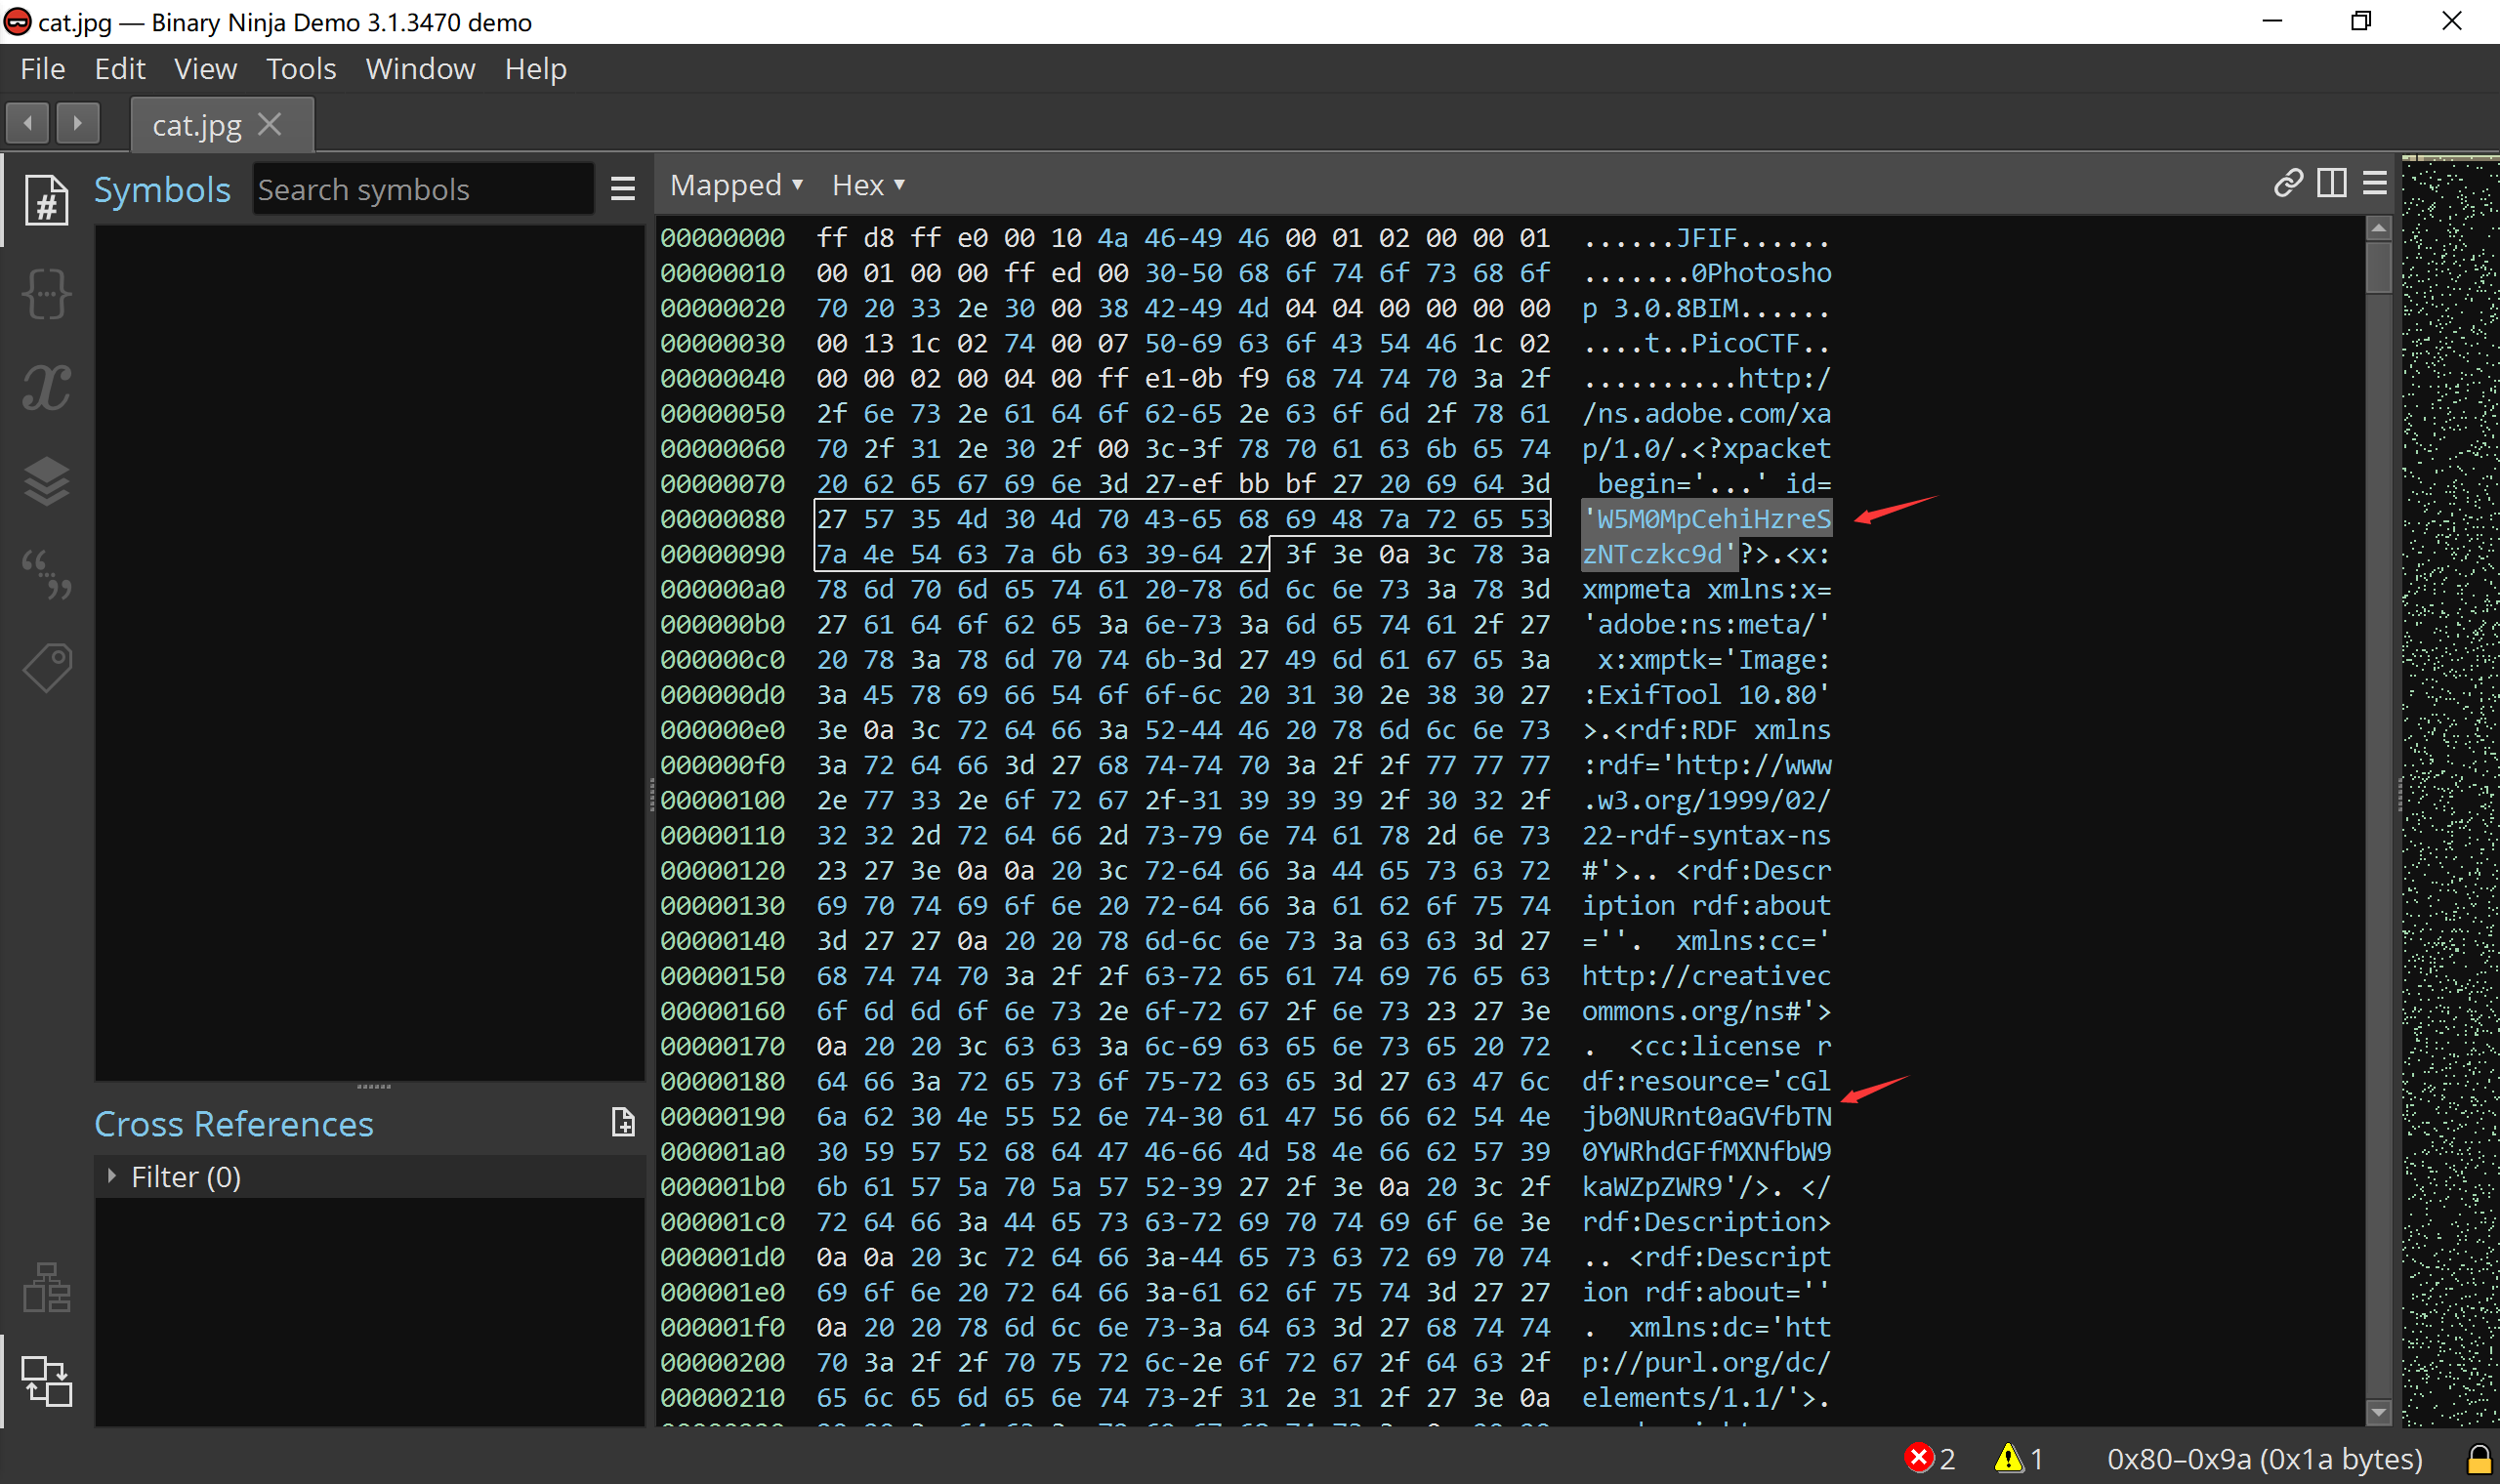 cat.jpg — Binary Ninja Demo 3.1.3470 demo
File Edit View Tools Window Help
cat.jpg
Symbols Search symbols
Mapped Hex
00000000 ff d8 ff e0 00 10 4a 46-49 46 00 01 02 00 00 01 ......JFIF......
00000010 00 01 00 00 ff ed 00 30-50 68 6f 74 6f 73 68 6f .......0Photosho
00000020 70 20 33 2e 30 00 38 42-49 4d 04 04 00 00 00 00 p 3.0.8BIM......
00000030 00 13 1c 02 74 00 07 50-69 63 6f 43 54 46 1c 02 ....t..PicoCTF..
00000040 00 00 02 00 04 00 ff e1-0b f9 68 74 74 70 3a 2f ..........http:/
00000050 2f 6e 73 2e 61 64 6f 62-65 2e 63 6f 6d 2f 78 61 /ns.adobe.com/xa
00000060 70 2f 31 2e 30 2f 00 3c-3f 78 70 61 63 6b 65 74 p/1.0/.<?xpacket
00000070 20 62 65 67 69 6e 3d 27-ef bb bf 27 20 69 64 3d  begin='...' id=
00000080 27 57 35 4d 30 4d 70 43-65 68 69 48 7a 72 65 53 'W5M0MpCehiHzreS
00000090 7a 4e 54 63 7a 6b 63 39-64 27 3f 3e 0a 3c 78 3a zNTczkc9d'?>.<x:
000000a0 78 6d 70 6d 65 74 61 20-78 6d 6c 6e 73 3a 78 3d xmpmeta xmlns:x=
000000b0 27 61 64 6f 62 65 3a 6e-73 3a 6d 65 74 61 2f 27 'adobe:ns:meta/'
000000c0 20 78 3a 78 6d 70 74 6b-3d 27 49 6d 61 67 65 3a  x:xmptk='Image:
000000d0 3a 45 78 69 66 54 6f 6f-6c 20 31 30 2e 38 30 27 :ExifTool 10.80'
000000e0 3e 0a 3c 72 64 66 3a 52-44 46 20 78 6d 6c 6e 73 >.<rdf:RDF xmlns
000000f0 3a 72 64 66 3d 27 68 74-74 70 3a 2f 2f 77 77 77 :rdf='http://www
00000100 2e 77 33 2e 6f 72 67 2f-31 39 39 39 2f 30 32 2f .w3.org/1999/02/
00000110 32 32 2d 72 64 66 2d 73-79 6e 74 61 78 2d 6e 73 22-rdf-syntax-ns
00000120 23 27 3e 0a 0a 20 3c 72-64 66 3a 44 65 73 63 72 #'>.. <rdf:Descr
00000130 69 70 74 69 6f 6e 20 72-64 66 3a 61 62 6f 75 74 iption rdf:about
00000140 3d 27 27 0a 20 20 78 6d-6c 6e 73 3a 63 63 3d 27 =''.  xmlns:cc='
00000150 68 74 74 70 3a 2f 2f 63-72 65 61 74 69 76 65 63 http://creativec
00000160 6f 6d 6d 6f 6e 73 2e 6f-72 67 2f 6e 73 23 27 3e ommons.org/ns#'>
00000170 0a 20 20 3c 63 63 3a 6c-69 63 65 6e 73 65 20 72 .  <cc:license r
00000180 64 66 3a 72 65 73 6f 75-72 63 65 3d 27 63 47 6c df:resource='cGl
00000190 6a 62 30 4e 55 52 6e 74-30 61 47 56 66 62 54 4e jb0NURnt0aGVfbTN
000001a0 30 59 57 52 68 64 47 46-66 4d 58 4e 66 62 57 39 0YWRhdGFfMXNfbW9
000001b0 6b 61 57 5a 70 5a 57 52-39 27 2f 3e 0a 20 3c 2f kaWZpZWR9'/>. </
000001c0 72 64 66 3a 44 65 73 63-72 69 70 74 69 6f 6e 3e rdf:Description>
000001d0 0a 0a 20 3c 72 64 66 3a-44 65 73 63 72 69 70 74 .. <rdf:Descript
000001e0 69 6f 6e 20 72 64 66 3a-61 62 6f 75 74 3d 27 27 ion rdf:about=''
000001f0 0a 20 20 78 6d 6c 6e 73-3a 64 63 3d 27 68 74 74 .  xmlns:dc='htt
00000200 70 3a 2f 2f 70 75 72 6c-2e 6f 72 67 2f 64 63 2f p://purl.org/dc/
00000210 65 6c 65 6d 65 6e 74 73-2f 31 2e 31 2f 27 3e 0a elements/1.1/'>.
Cross References
Filter (0)
2 1 0x80–0x9a (0x1a bytes)